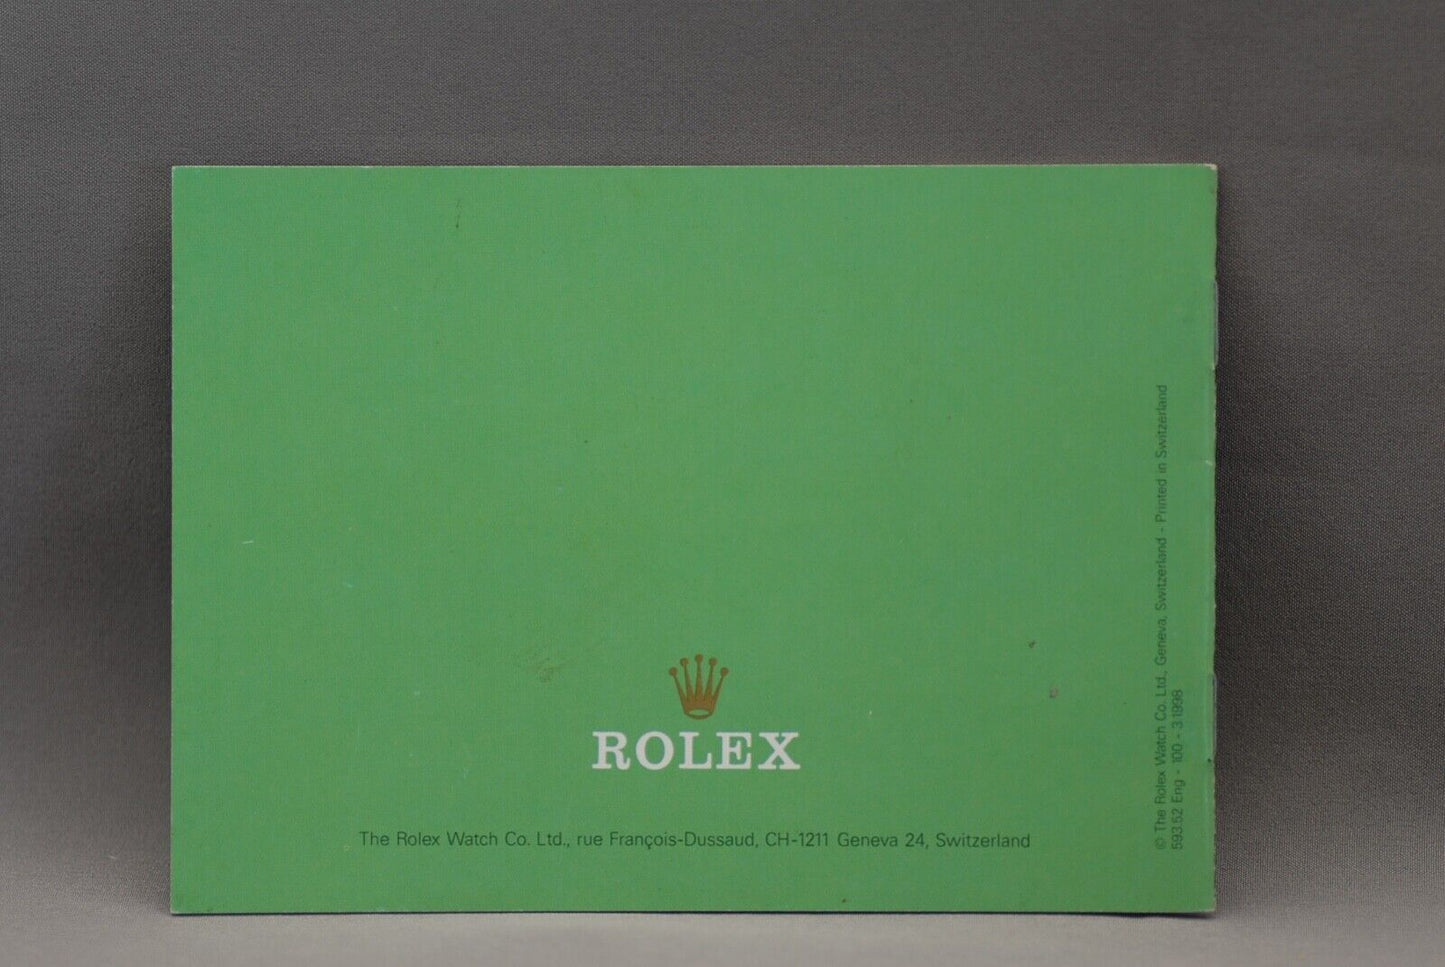 ROLEX
The Rolex Watch Co. Ltd., rue François-Dussaud, CH-1211 Geneva 24, Switzerland
© The Rolex Watch Co. Ltd., Geneva, Switzerland - Printed in Switzerland
593.52 Eng - 100 - 3.1998